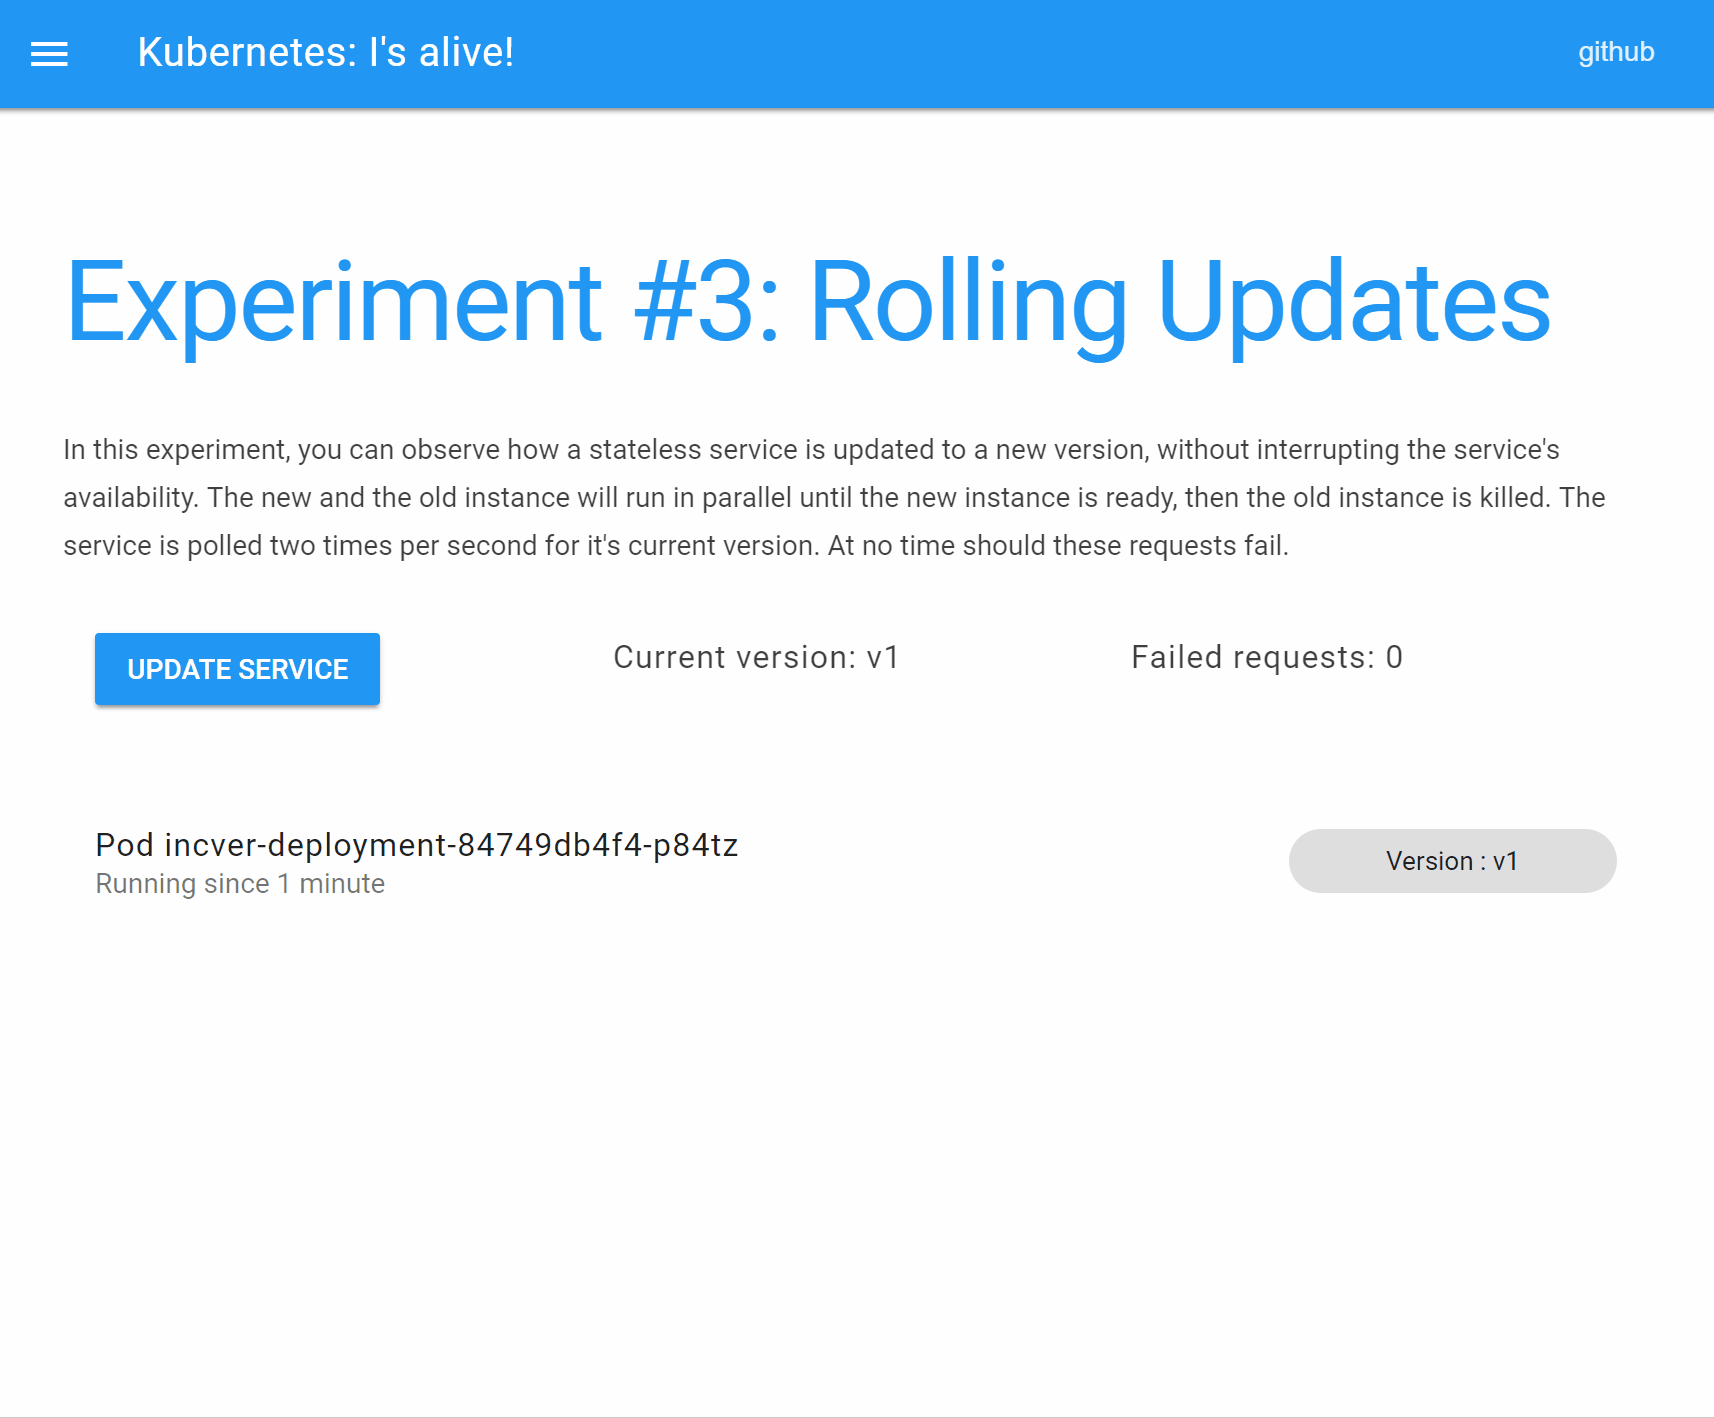 Kubernetes: I's alive!
github
Experiment #3: Rolling Updates
In this experiment, you can observe how a stateless service is updated to a new version, without interrupting the service's
availability. The new and the old instance will run in parallel until the new instance is ready, then the old instance is killed. The
service is polled two times per second for it's current version. At no time should these requests fail.
UPDATE SERVICE
Current version: v1
Failed requests: 0
Pod incver-deployment-84749db4f4-p84tz
Running since 1 minute
Version : v1